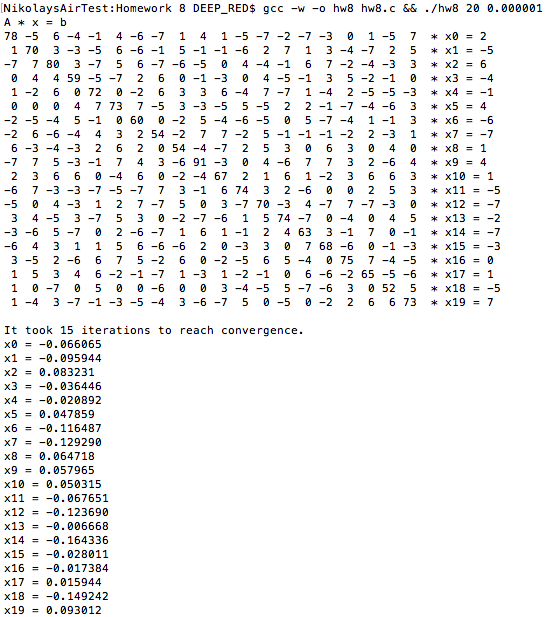 [NikolaysAirTest:Homework 8 DEEP_RED$ gcc -w -o hw8 hw8.c && ./hw8 20 0.000001
A * x = b
78 -5  6 -4 -1  4 -6 -7  1  4  1 -5 -7 -2 -7 -3  0  1 -5  7  * x0 = 2
 1 70  3 -3 -5  6 -6 -1  5 -1 -1 -6  2  7  1  3 -4 -7  2  5  * x1 = -5
-7  7 80  3 -7  5  6 -7 -6 -5  0  4 -4 -1  6  7 -2 -4 -3  3  * x2 = 6
 0  4  4 59 -5 -7  2  6  0 -1 -3  0  4 -5 -1  3  5 -2 -1  0  * x3 = -4
 1 -2  6  0 72  0 -2  6  3  3  6 -4  7 -7  1 -4  2 -5 -5 -3  * x4 = -1
 0  0  0  4  7 73  7 -5  3 -3 -5  5 -5  2  2 -1 -7 -4 -6  3  * x5 = 4
-2 -5 -4  5 -1  0 60  0 -2  5 -4 -6 -5  0  5 -7 -4  1 -1  3  * x6 = -6
-2  6 -6 -4  4  3  2 54 -2  7  7 -2  5 -1 -1 -1 -2  2 -3  1  * x7 = -7
 6 -3 -4 -3  2  6  2  0 54 -4 -7  2  5  3  0  6  3  0  4  0  * x8 = 1
-7  7  5 -3 -1  7  4  3 -6 91 -3  0  4 -6  7  7  3  2 -6  4  * x9 = 4
 2  3  6  6  0 -4  6  0 -2 -4 67  2  1  6  1 -2  3  6  6  3  * x10 = 1
-6  7 -3 -3 -7 -5 -7  7  3 -1  6 74  3  2 -6  0  0  2  5  3  * x11 = -5
-5  0  4 -3  1  2  7 -7  5  0  3 -7 70 -3  4 -7  7 -7 -3  0  * x12 = -7
 3  4 -5  3 -7  5  3  0 -2 -7 -6  1  5 74 -7  0 -4  0  4  5  * x13 = -2
-3 -6  5 -7  0  2 -6 -7  1  6  1 -1  2  4 63  3 -1  7  0 -1  * x14 = -7
-6  4  3  1  1  5  6 -6 -6  2  0 -3  3  0  7 68 -6  0 -1 -3  * x15 = -3
 3 -5  2 -6  6  7  5 -2  6  0 -2 -5  6  5 -4  0 75  7 -4 -5  * x16 = 0
 1  5  3  4  6 -2 -1 -7  1 -3  1 -2 -1  0  6 -6 -2 65 -5 -6  * x17 = 1
 1  0 -7  0  5  0  0 -6  0  0  3 -4 -5  5 -7 -6  3  0 52  5  * x18 = -5
 1 -4  3 -7 -1 -3 -5 -4  3 -6 -7  5  0 -5  0 -2  2  6  6 73  * x19 = 7

It took 15 iterations to reach convergence.
x0 = -0.066065
x1 = -0.095944
x2 = 0.083231
x3 = -0.036446
x4 = -0.020892
x5 = 0.047859
x6 = -0.116487
x7 = -0.129290
x8 = 0.064718
x9 = 0.057965
x10 = 0.050315
x11 = -0.067651
x12 = -0.123690
x13 = -0.006668
x14 = -0.164336
x15 = -0.028011
x16 = -0.017384
x17 = 0.015944
x18 = -0.149242
x19 = 0.093012